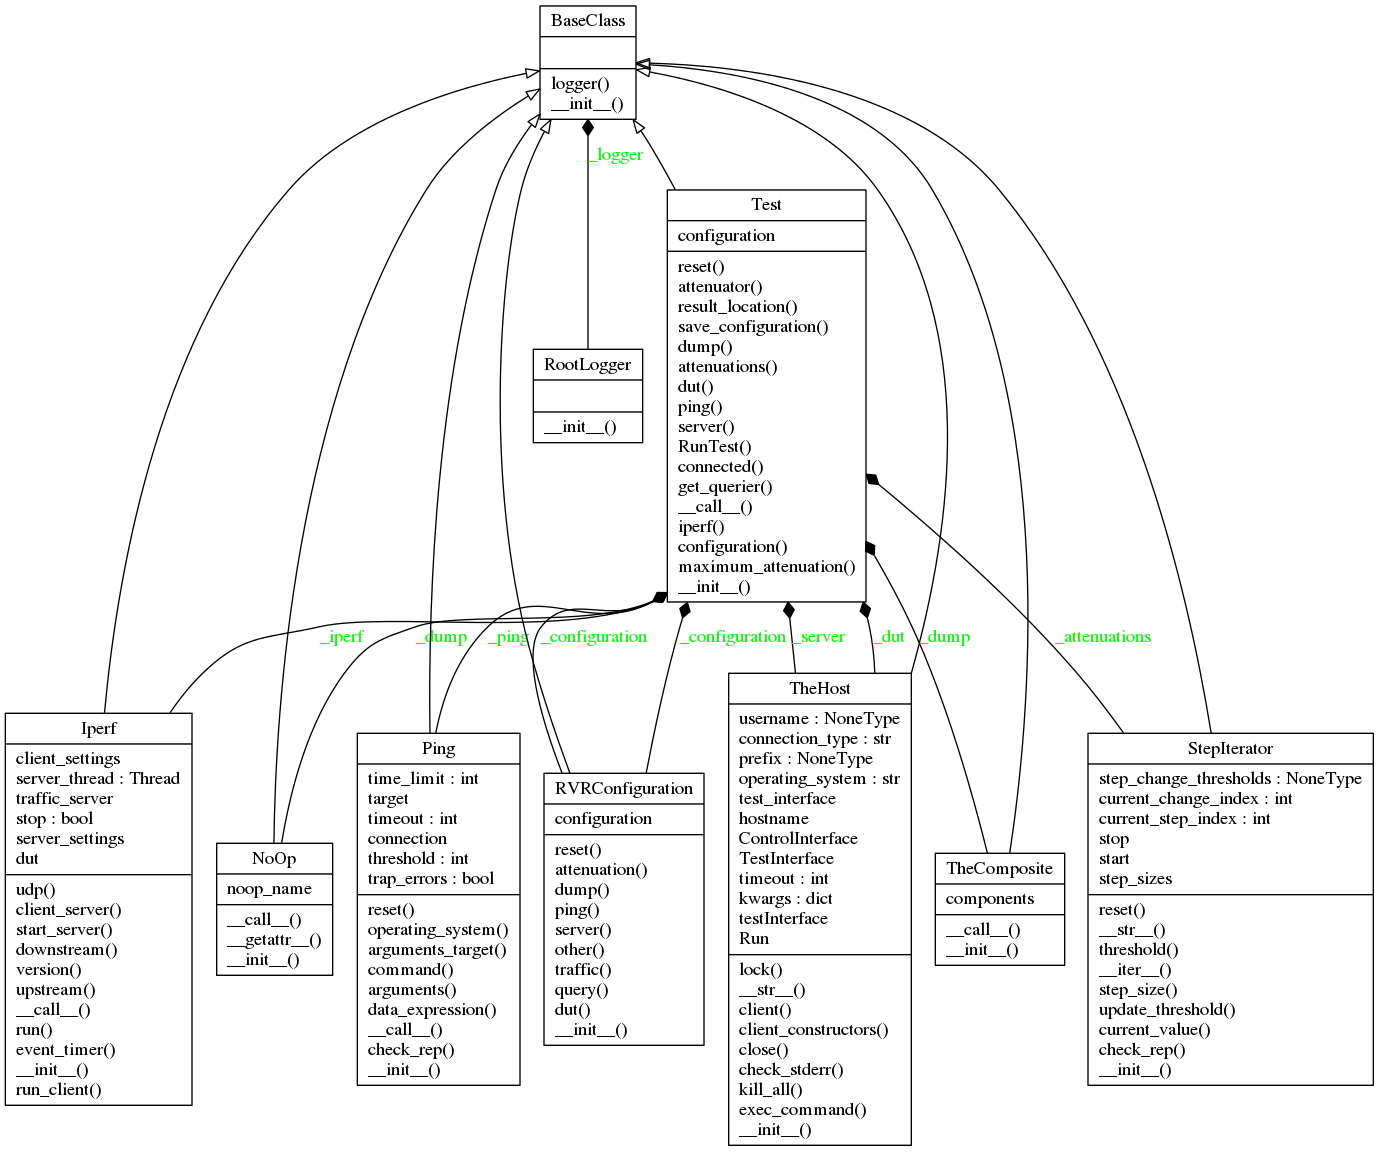 BaseClass
logger()
__init__()
_logger
Test
configuration
reset()
attenuator()
result_location()
save_configuration()
dump()
attenuations()
dut()
ping()
server()
RunTest()
connected()
get_querier()
__call__()
iperf()
configuration()
maximum_attenuation()
__init__()
RootLogger
__init__()
_iperf
_dump
_ping
_configuration
_configuration
_server
_dut
_dump
_attenuations
Iperf
client_settings
server_thread : Thread
traffic_server
stop : bool
server_settings
dut
udp()
client_server()
start_server()
downstream()
version()
upstream()
__call__()
run()
event_timer()
__init__()
run_client()
NoOp
noop_name
__call__()
__getattr__()
__init__()
Ping
time_limit : int
target
timeout : int
connection
threshold : int
trap_errors : bool
reset()
operating_system()
arguments_target()
command()
arguments()
data_expression()
__call__()
check_rep()
__init__()
RVRConfiguration
configuration
reset()
attenuation()
dump()
ping()
server()
other()
traffic()
query()
dut()
__init__()
TheHost
username : NoneType
connection_type : str
prefix : NoneType
operating_system : str
test_interface
hostname
ControlInterface
TestInterface
timeout : int
kwargs : dict
testInterface
Run
lock()
__str__()
client()
client_constructors()
close()
check_stderr()
kill_all()
exec_command()
__init__()
TheComposite
components
__call__()
__init__()
StepIterator
step_change_thresholds : NoneType
current_change_index : int
current_step_index : int
stop
start
step_sizes
reset()
__str__()
threshold()
__iter__()
step_size()
update_threshold()
current_value()
check_rep()
__init__()